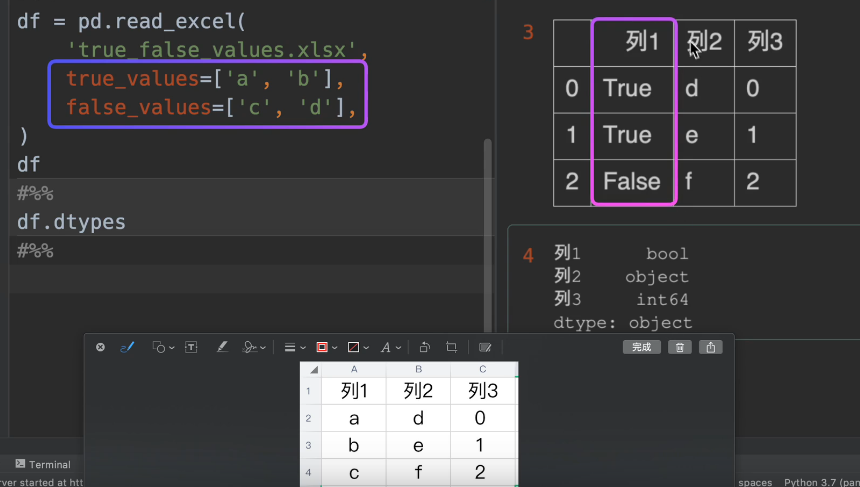 df = pd.read_excel(
'true_false_values.xlsx',
true_values=['a', 'b'],
false_values=['c', 'd'],
)
df
#%%
df.dtypes
#%%
3
列1 列2 列3
0 True d 0
1 True e 1
2 False f 2
4
列1 bool
列2 object
列3 int64
dtype: object
T A 完成
A B C
1 列1 列2 列3
2 a d 0
3 b e 1
4 c f 2
Terminal
rver started at htt
spaces Python 3.7 (pan